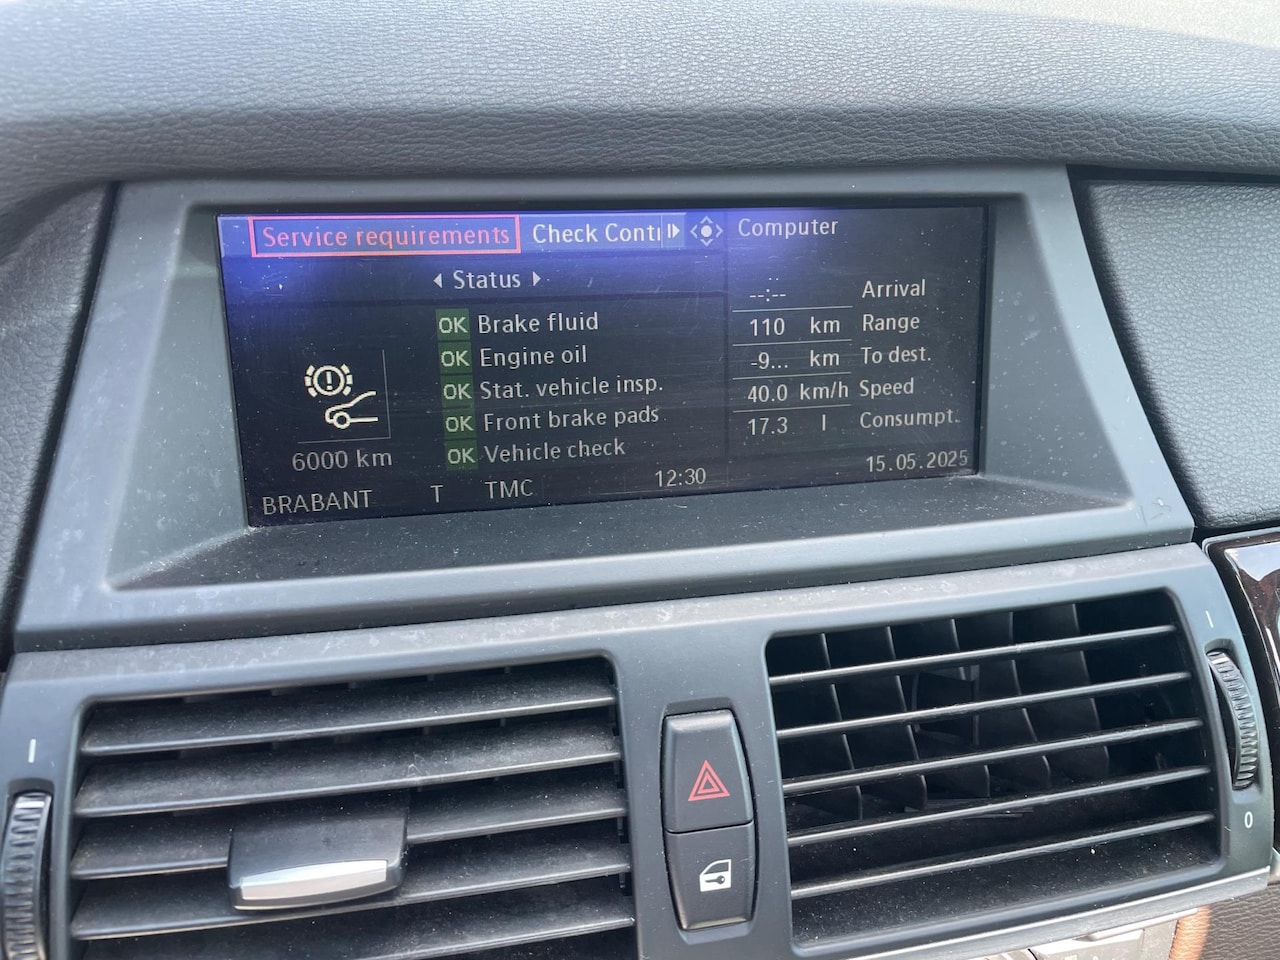 Service requirements Check Conti
Status
OK Brake fluid
OK Engine oil
OK Stat. vehicle insp.
OK Front brake pads
OK Vehicle check
6000 km
BRABANT T TMC 12:30
Computer
--:-- Arrival
110 km Range
-9... km To dest.
40.0 km/h Speed
17.3 l Consumpt.
15.05.2025
0